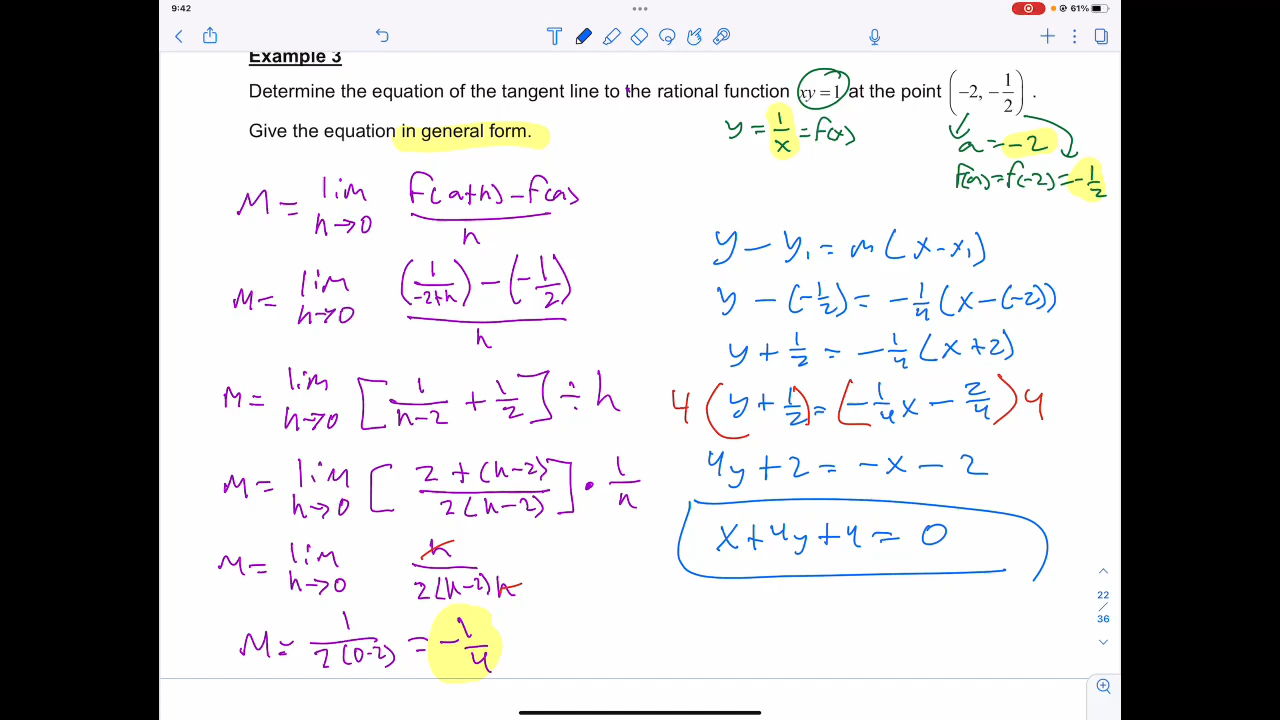 9:42
61%
T
Example 3
Determine the equation of the tangent line to the rational function xy = 1 at the point (-2, -1/2).
Give the equation in general form.
y = 1/x = f(x)
a = -2
f(a) = f(-2) = -1/2
M = lim h→0 f(a+h) - f(a) / h
M = lim h→0 (1/(-2+h)) - (-1/2) / h
M = lim h→0 [1/(h-2) + 1/2] ÷ h
M = lim h→0 [2 + (h-2) / 2(h-2)] • 1/h
M = lim h→0 h / 2(h-2)h
M = 1 / 2(0-2) = -1/4
y - y₁ = m(x - x₁)
y - (-1/2) = -1/4(x - (-2))
y + 1/2 = -1/4(x + 2)
4(y + 1/2) = (-1/4x - 2/4)4
4y + 2 = -x - 2
x + 4y + 4 = 0
22
/
36